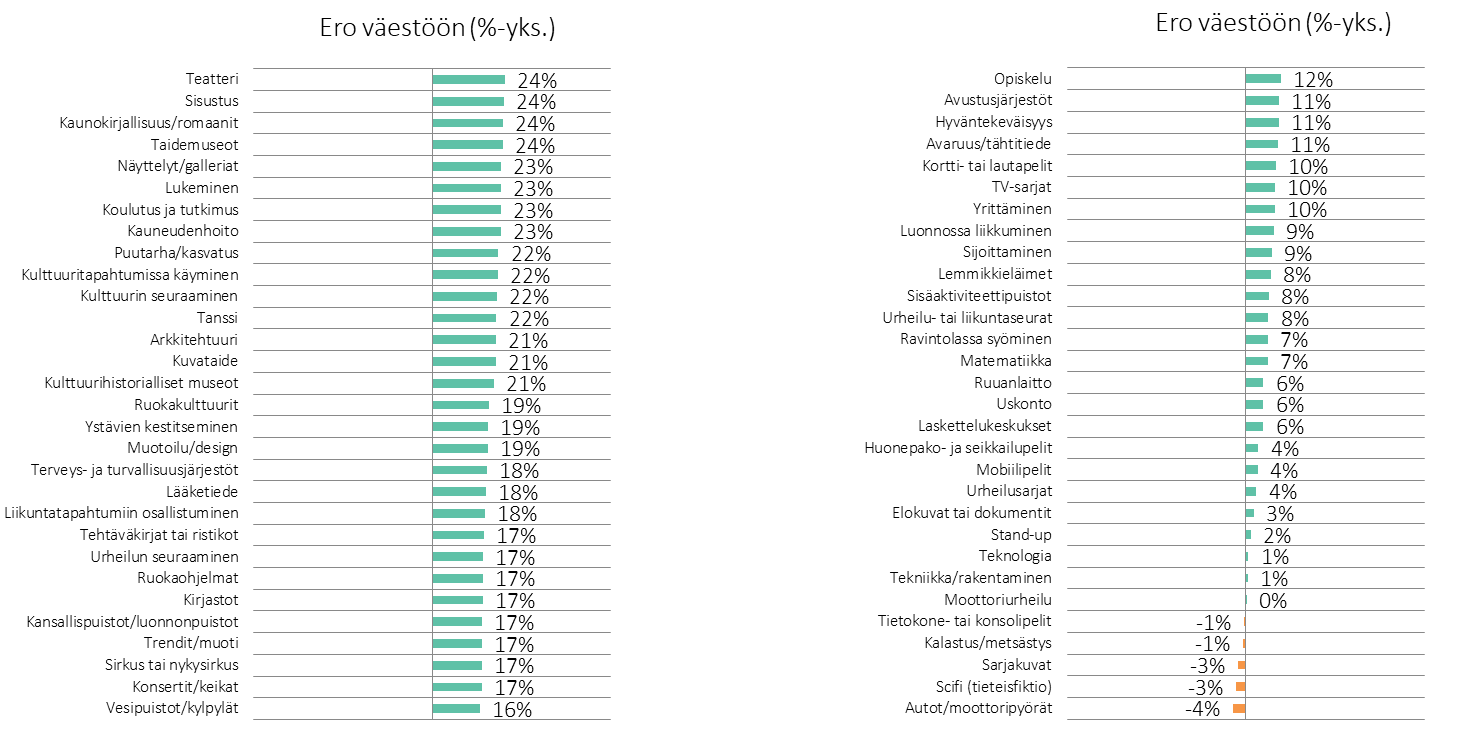 Ero väestöön (%-yks.)
Teatteri 24%
Sisustus 24%
Kaunokirjallisuus/romaanit 24%
Taidemuseot 24%
Näyttelyt/galleriat 23%
Lukeminen 23%
Koulutus ja tutkimus 23%
Kauneudenhoito 23%
Puutarha/kasvatus 22%
Kulttuuritapahtumissa käyminen 22%
Kulttuurin seuraaminen 22%
Tanssi 22%
Arkkitehtuuri 21%
Kuvataide 21%
Kulttuurihistorialliset museot 21%
Ruokakulttuurit 19%
Ystävien kestitseminen 19%
Muotoilu/design 19%
Terveys- ja turvallisuusjärjestöt 18%
Lääketiede 18%
Liikuntatapahtumiin osallistuminen 18%
Tehtäväkirjat tai ristikot 17%
Urheilun seuraaminen 17%
Ruokaohjelmat 17%
Kirjastot 17%
Kansallispuistot/luonnonpuistot 17%
Trendit/muoti 17%
Sirkus tai nykysirkus 17%
Konsertit/keikat 17%
Vesipuistot/kylpylät 16%
Ero väestöön (%-yks.)
Opiskelu 12%
Avustusjärjestöt 11%
Hyväntekeväisyys 11%
Avaruus/tähtitiede 11%
Kortti- tai lautapelit 10%
TV-sarjat 10%
Yrittäminen 10%
Luonnossa liikkuminen 9%
Sijoittaminen 9%
Lemmikkieläimet 8%
Sisäaktiviteettipuistot 8%
Urheilu- tai liikuntaseurat 8%
Ravintolassa syöminen 7%
Matematiikka 7%
Ruuanlaitto 6%
Uskonto 6%
Laskettelukeskukset 6%
Huonepako- ja seikkailupelit 4%
Mobiilipelit 4%
Urheilusarjat 4%
Elokuvat tai dokumentit 3%
Stand-up 2%
Teknologia 1%
Tekniikka/rakentaminen 1%
Moottoriurheilu 0%
Tietokone- tai konsolipelit -1%
Kalastus/metsästys -1%
Sarjakuvat -3%
Scifi (tieteisfiktio) -3%
Autot/moottoripyörät -4%